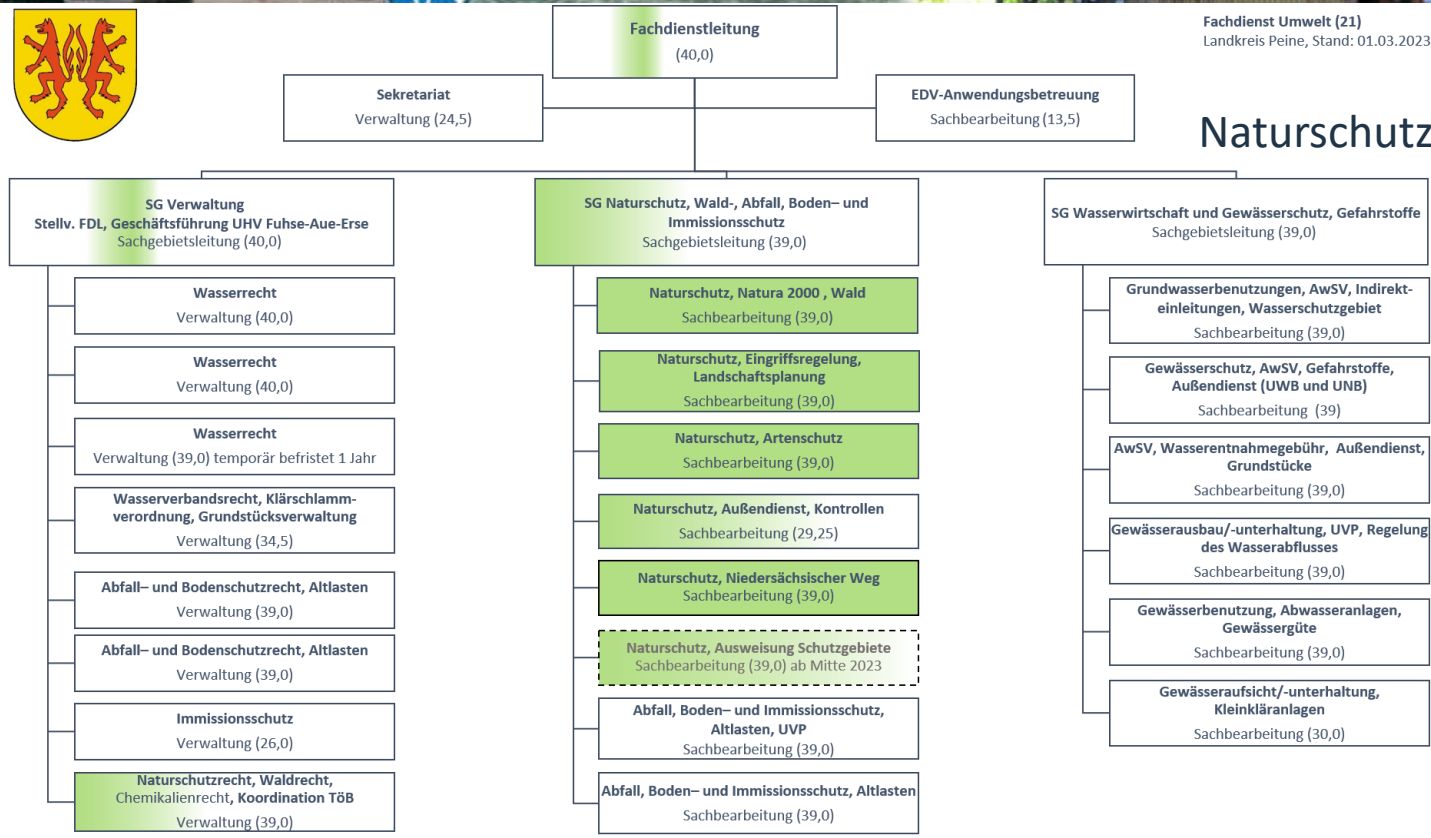 Fachdienst Umwelt (21)
Landkreis Peine, Stand: 01.03.2023
Naturschutz
Fachdienstleitung
(40,0)
Sekretariat
Verwaltung (24,5)
EDV-Anwendungsbetreuung
Sachbearbeitung (13,5)
SG Verwaltung
Stellv. FDL, Geschäftsführung UHV Fuhse-Aue-Erse
Sachgebietsleitung (40,0)
Wasserrecht
Verwaltung (40,0)
Wasserrecht
Verwaltung (40,0)
Wasserrecht
Verwaltung (39,0) temporär befristet 1 Jahr
Wasserverbandsrecht, Klärschlamm-
verordnung, Grundstücksverwaltung
Verwaltung (34,5)
Abfall– und Bodenschutzrecht, Altlasten
Verwaltung (39,0)
Abfall– und Bodenschutzrecht, Altlasten
Verwaltung (39,0)
Immissionsschutz
Verwaltung (26,0)
Naturschutzrecht, Waldrecht,
Chemikalienrecht, Koordination TöB
Verwaltung (39,0)
SG Naturschutz, Wald-, Abfall, Boden– und
Immissionsschutz
Sachgebietsleitung (39,0)
Naturschutz, Natura 2000 , Wald
Sachbearbeitung (39,0)
Naturschutz, Eingriffsregelung,
Landschaftsplanung
Sachbearbeitung (39,0)
Naturschutz, Artenschutz
Sachbearbeitung (39,0)
Naturschutz, Außendienst, Kontrollen
Sachbearbeitung (29,25)
Naturschutz, Niedersächsischer Weg
Sachbearbeitung (39,0)
Naturschutz, Ausweisung Schutzgebiete
Sachbearbeitung (39,0) ab Mitte 2023
Abfall, Boden– und Immissionsschutz,
Altlasten, UVP
Sachbearbeitung (39,0)
Abfall, Boden– und Immissionsschutz, Altlasten
Sachbearbeitung (39,0)
SG Wasserwirtschaft und Gewässerschutz, Gefahrstoffe
Sachgebietsleitung (39,0)
Grundwasserbenutzungen, AwSV, Indirekt-
einleitungen, Wasserschutzgebiet
Sachbearbeitung (39,0)
Gewässerschutz, AwSV, Gefahrstoffe,
Außendienst (UWB und UNB)
Sachbearbeitung (39)
AwSV, Wasserentnahmegebühr, Außendienst,
Grundstücke
Sachbearbeitung (39,0)
Gewässerausbau/-unterhaltung, UVP, Regelung
des Wasserabflusses
Sachbearbeitung (39,0)
Gewässerbenutzung, Abwasseranlagen,
Gewässergüte
Sachbearbeitung (39,0)
Gewässeraufsicht/-unterhaltung,
Kleinkläranlagen
Sachbearbeitung (30,0)